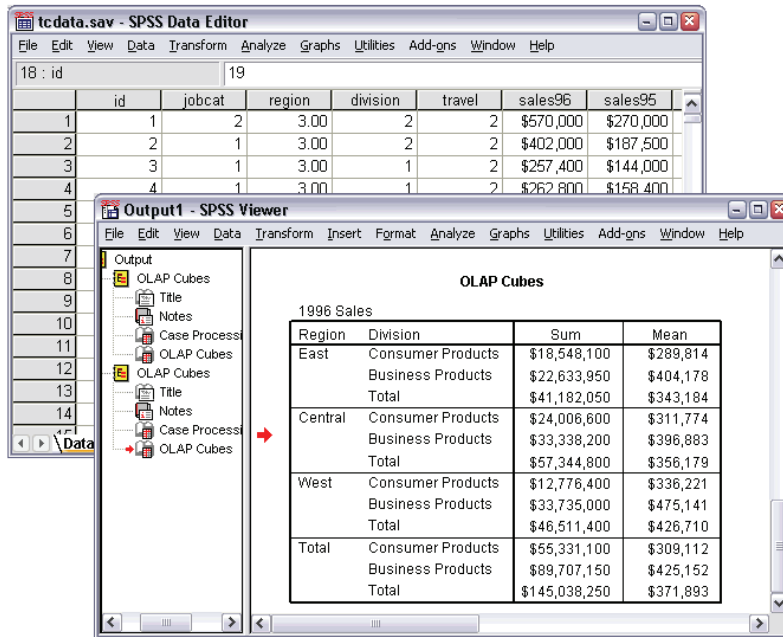 tcdata.sav - SPSS Data Editor
File Edit View Data Transform Analyze Graphs Utilities Add-ons Window Help
18 : id 19
id jobcat region division travel sales96 sales95
1 1 2 3.00 2 2 $570,000 $270,000
2 2 1 3.00 2 2 $402,000 $187,500
3 3 1 3.00 1 2 $257,400 $144,000
4 4 1 3.00 1 2 $262,800 $158,400
5
6
7
8
9
10
11
12
13
14
Data
Output1 - SPSS Viewer
File Edit View Data Transform Insert Format Analyze Graphs Utilities Add-ons Window Help
Output
OLAP Cubes
Title
Notes
Case Processi
OLAP Cubes
OLAP Cubes
Title
Notes
Case Processi
OLAP Cubes
OLAP Cubes
1996 Sales
Region Division Sum Mean
East Consumer Products $18,548,100 $289,814
Business Products $22,633,950 $404,178
Total $41,182,050 $343,184
Central Consumer Products $24,006,600 $311,774
Business Products $33,338,200 $396,883
Total $57,344,800 $356,179
West Consumer Products $12,776,400 $336,221
Business Products $33,735,000 $475,141
Total $46,511,400 $426,710
Total Consumer Products $55,331,100 $309,112
Business Products $89,707,150 $425,152
Total $145,038,250 $371,893